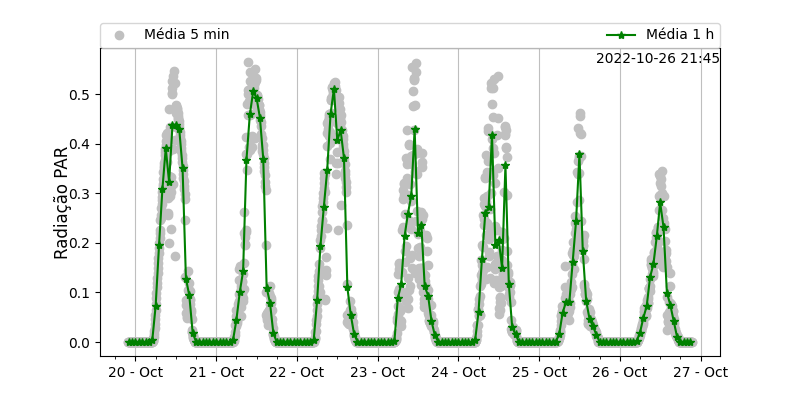 Média 5 min
Média 1 h
2022-10-26 21:45
Radiação PAR
0.5
0.4
0.3
0.2
0.1
0.0
20 - Oct
21 - Oct
22 - Oct
23 - Oct
24 - Oct
25 - Oct
26 - Oct
27 - Oct